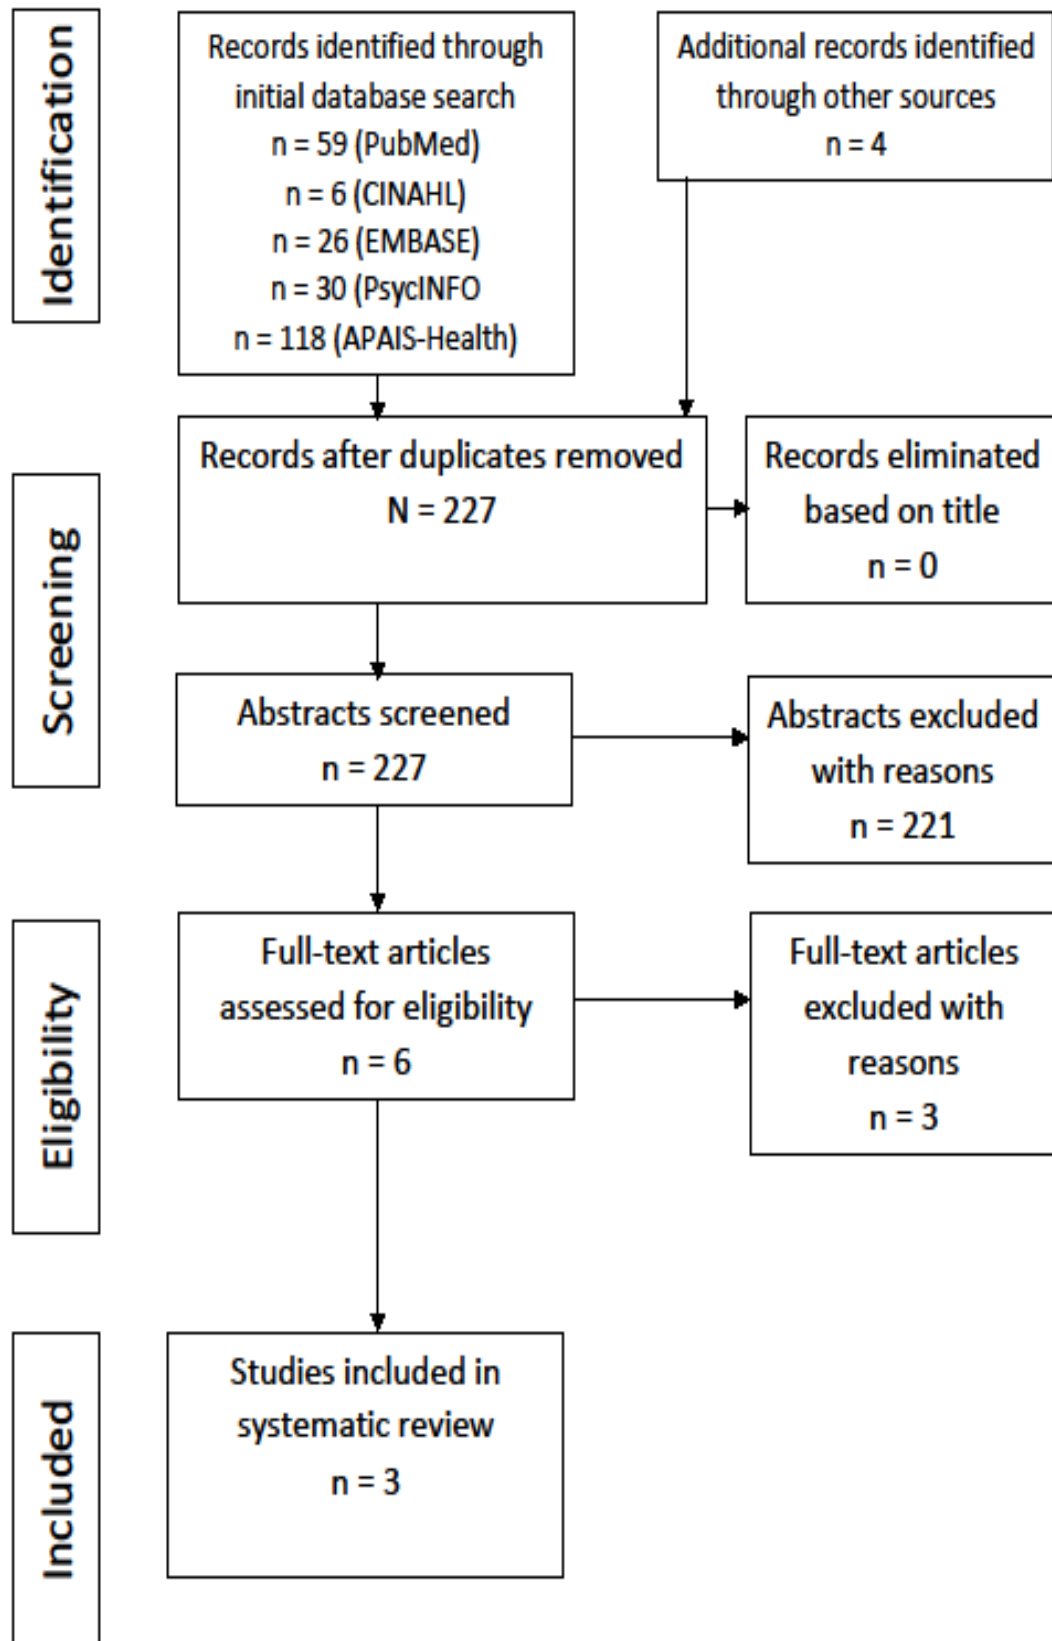 Identification
Records identified through
initial database search
n = 59 (PubMed)
n = 6 (CINAHL)
n = 26 (EMBASE)
n = 30 (PsycINFO
n = 118 (APAIS-Health)
Additional records identified
through other sources
n = 4
Screening
Records after duplicates removed
N = 227
Records eliminated
based on title
n = 0
Abstracts screened
n = 227
Abstracts excluded
with reasons
n = 221
Eligibility
Full-text articles
assessed for eligibility
n = 6
Full-text articles
excluded with
reasons
n = 3
Included
Studies included in
systematic review
n = 3